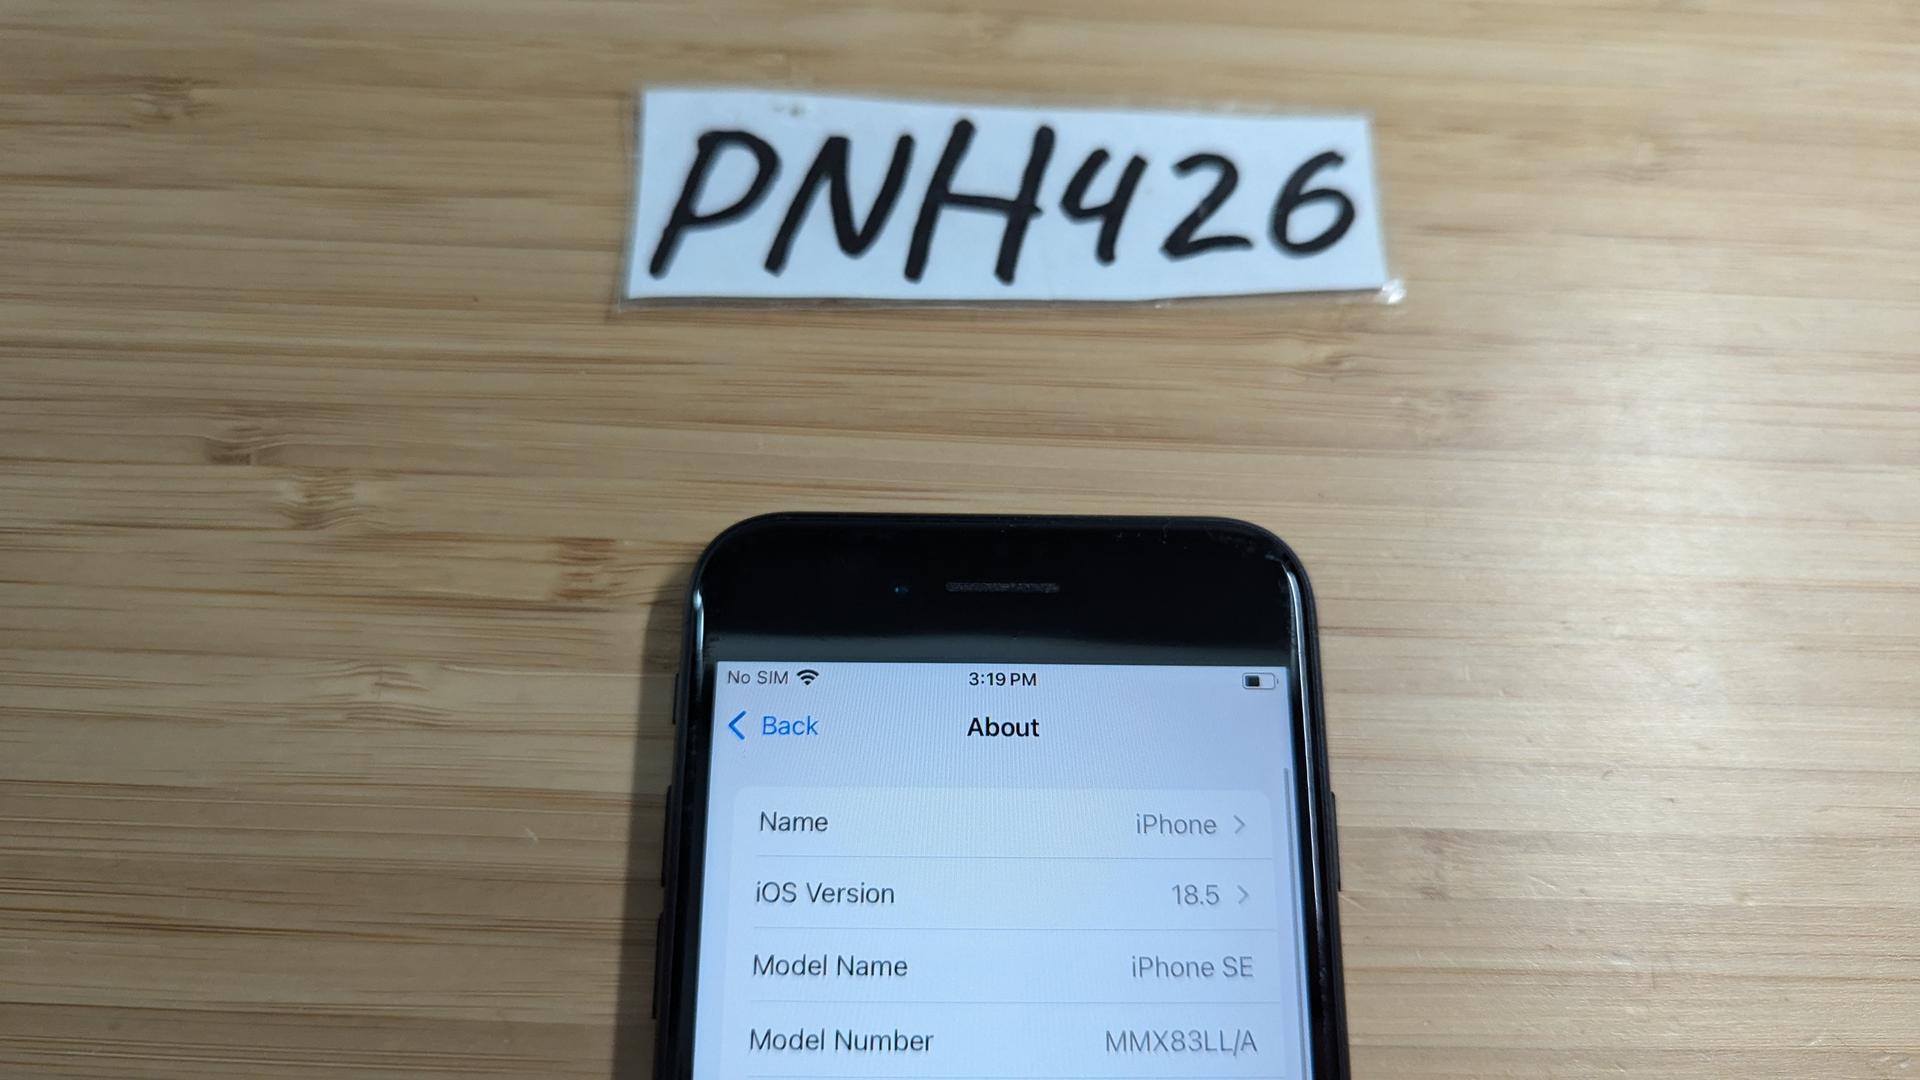 PNH426
No SIM 3:19 PM
Back About
Name iPhone
iOS Version 18.5
Model Name iPhone SE
Model Number MMX83LL/A